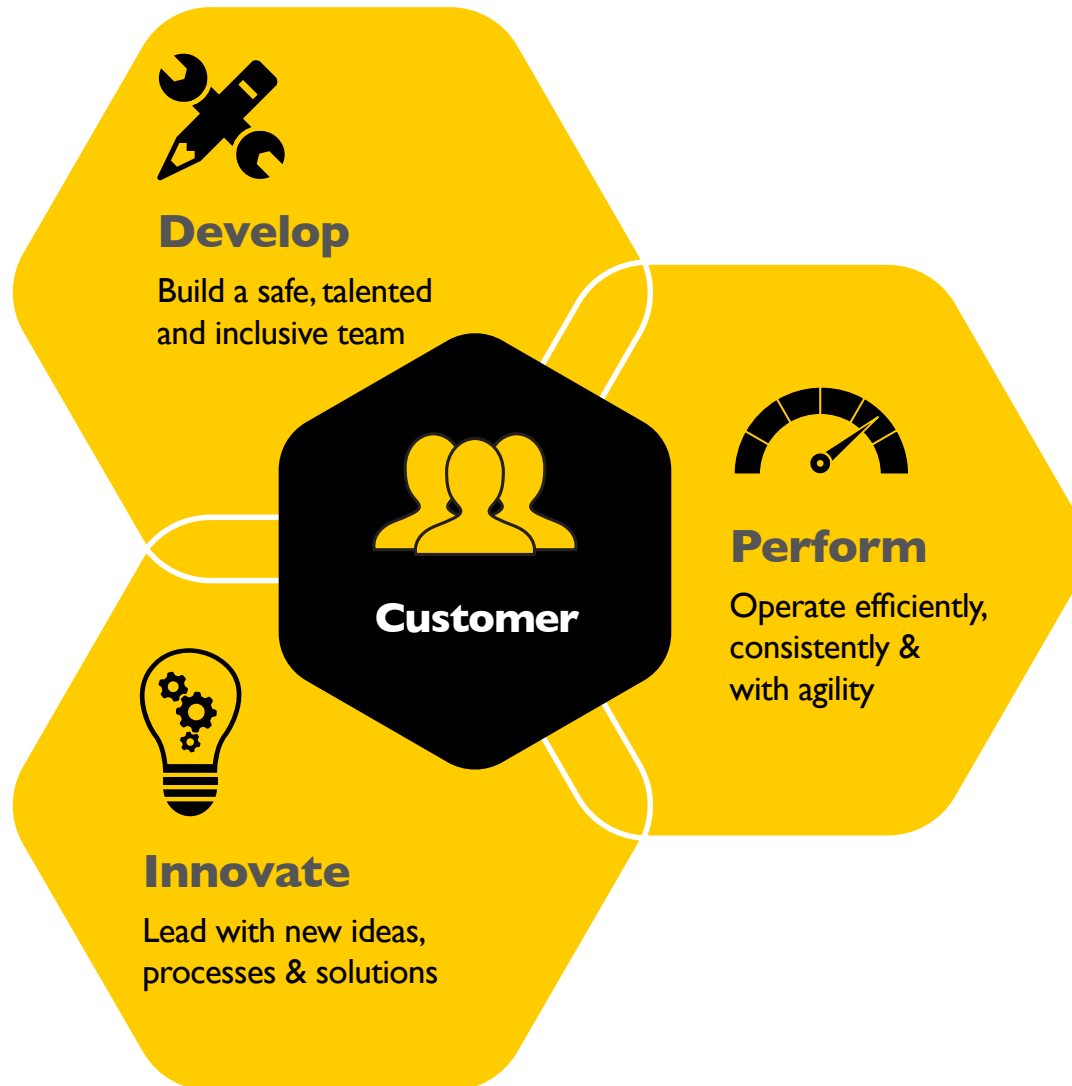 Develop
Build a safe, talented
and inclusive team
Customer
Perform
Operate efficiently,
consistently &
with agility
Innovate
Lead with new ideas,
processes & solutions